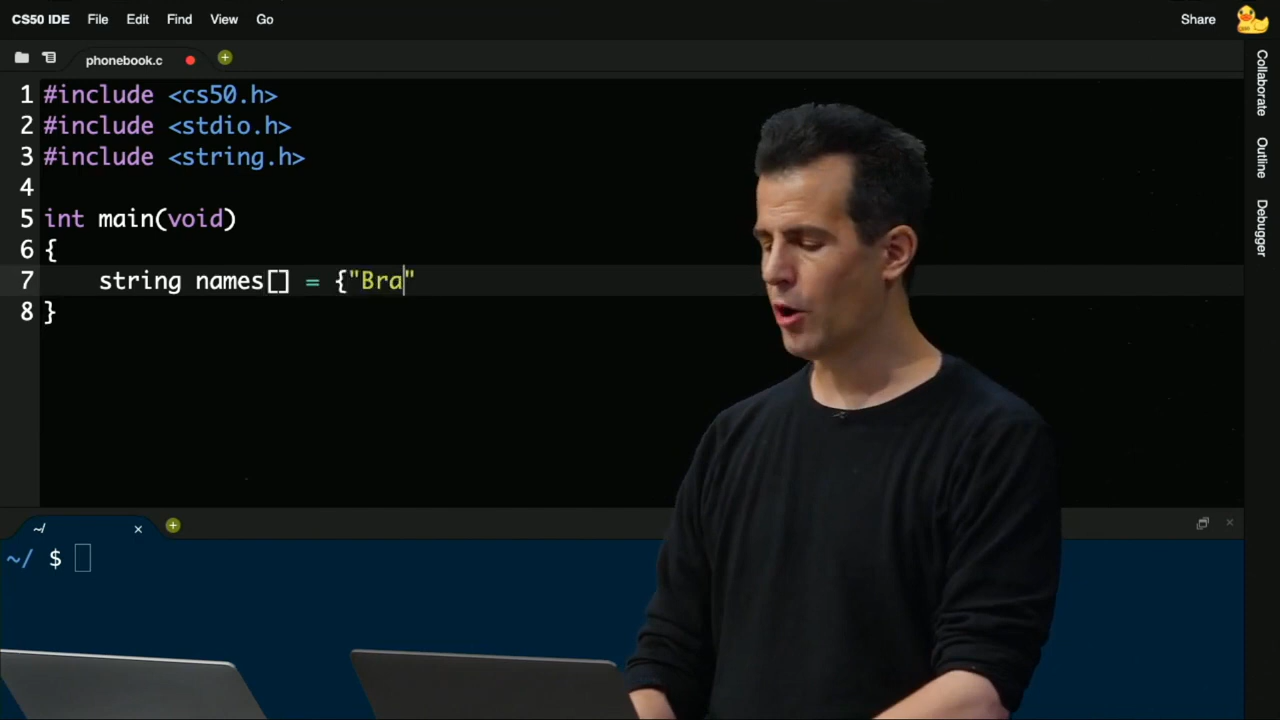 CS50 IDE File Edit Find View Go Share
phonebook.c
1 #include <cs50.h>
2 #include <stdio.h>
3 #include <string.h>
4
5 int main(void)
6 {
7     string names[] = {"Bra"
8 }
~/
~/ $
Collaborate
Outline
Debugger